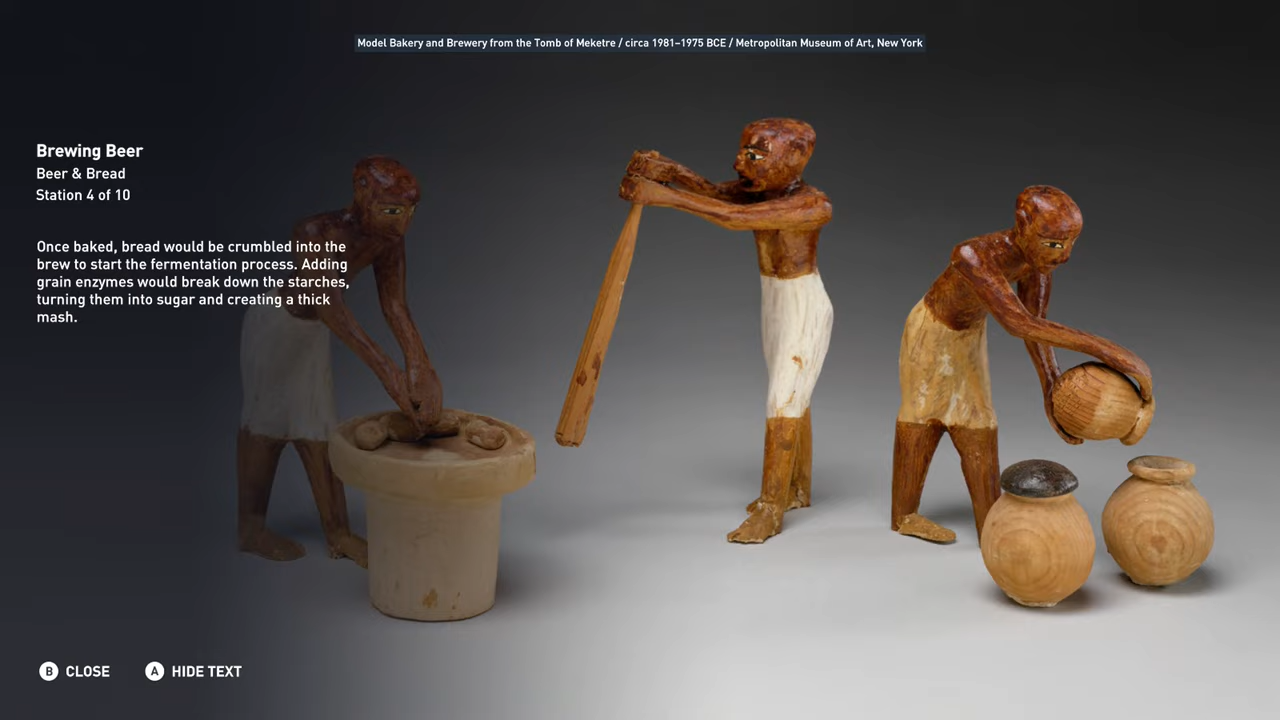 Model Bakery and Brewery from the Tomb of Meketre / circa 1981–1975 BCE / Metropolitan Museum of Art, New York
Brewing Beer
Beer & Bread
Station 4 of 10
Once baked, bread would be crumbled into the
brew to start the fermentation process. Adding
grain enzymes would break down the starches,
turning them into sugar and creating a thick
mash.
B CLOSE A HIDE TEXT